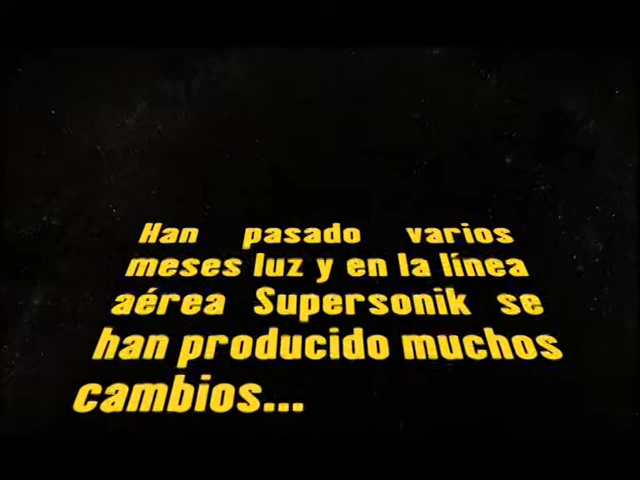 Han pasado varios
meses luz y en la línea
aérea Supersonik se
han producido muchos
cambios...